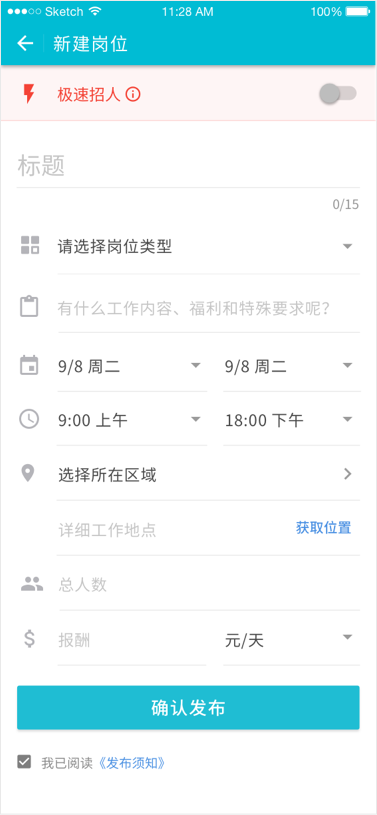 Sketch 11:28 AM 100%
新建岗位
极速招人
标题
0/15
请选择岗位类型
有什么工作内容、福利和特殊要求呢?
9/8 周二 9/8 周二
9:00 上午 18:00 下午
选择所在区域
详细工作地点 获取位置
总人数
报酬 元/天
确认发布
我已阅读《发布须知》